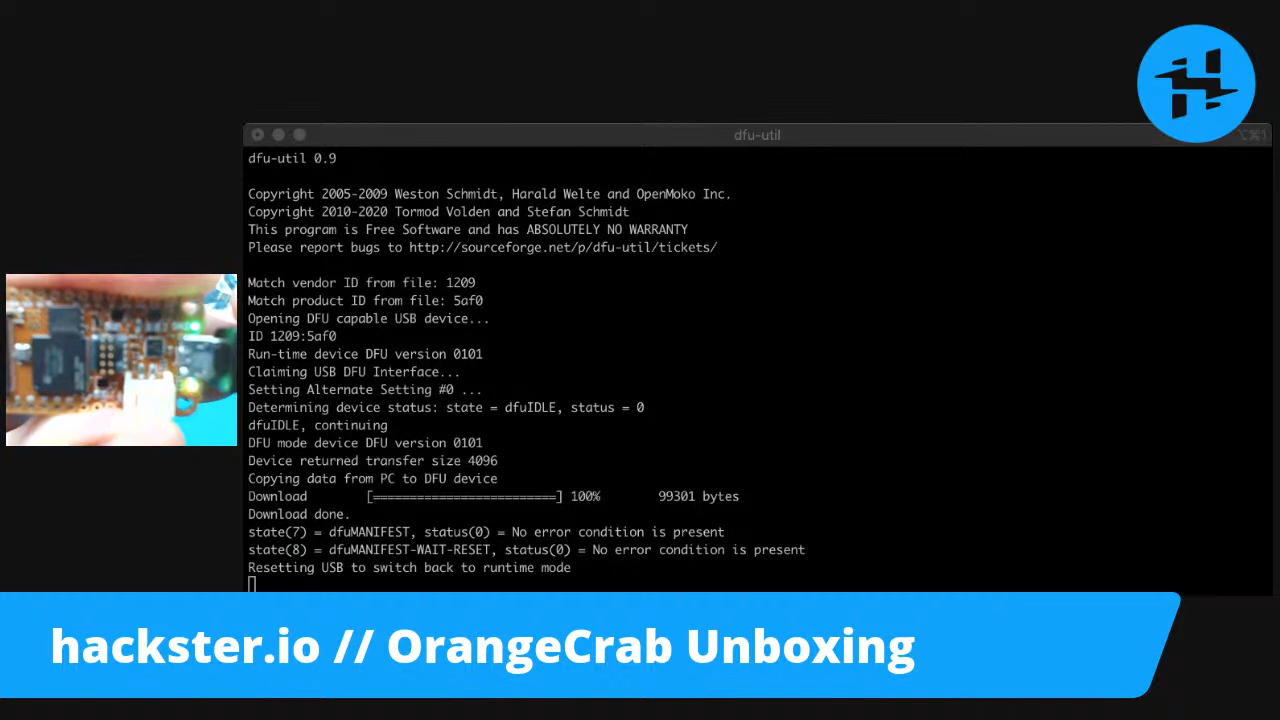 dfu-util
⌥⌘1
dfu-util 0.9
Copyright 2005-2009 Weston Schmidt, Harald Welte and OpenMoko Inc.
Copyright 2010-2020 Tormod Volden and Stefan Schmidt
This program is Free Software and has ABSOLUTELY NO WARRANTY
Please report bugs to http://sourceforge.net/p/dfu-util/tickets/
Match vendor ID from file: 1209
Match product ID from file: 5af0
Opening DFU capable USB device...
ID 1209:5af0
Run-time device DFU version 0101
Claiming USB DFU Interface...
Setting Alternate Setting #0 ...
Determining device status: state = dfuIDLE, status = 0
dfuIDLE, continuing
DFU mode device DFU version 0101
Device returned transfer size 4096
Copying data from PC to DFU device
Download [=========================] 100% 99301 bytes
Download done.
state(7) = dfuMANIFEST, status(0) = No error condition is present
state(8) = dfuMANIFEST-WAIT-RESET, status(0) = No error condition is present
Resetting USB to switch back to runtime mode
hackster.io // OrangeCrab Unboxing